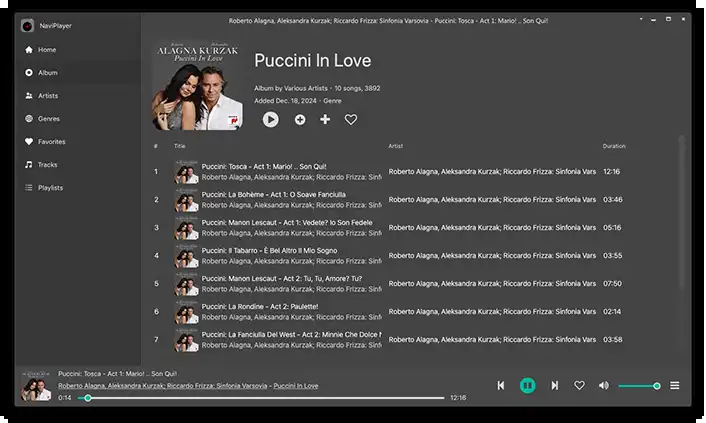 NaviPlayer
Roberto Alagna, Aleksandra Kurzak; Riccardo Frizza: Sinfonia Varsovia - Puccini: Tosca - Act 1: Mario! .. Son Qui!
Home
Album
Artists
Genres
Favorites
Tracks
Playlists
ALAGNA KURZAK
Puccini In Love
Puccini In Love
Album by Various Artists · 10 songs, 3892
Added Dec. 18, 2024 · Genre
# Title Artist Duration
1 Puccini: Tosca - Act 1: Mario! .. Son Qui!
Roberto Alagna, Aleksandra Kurzak; Riccardo Frizza: Sinf Roberto Alagna, Aleksandra Kurzak; Riccardo Frizza: Sinfonia Vars 12:16
2 Puccini: La Bohème - Act 1: O Soave Fanciulla
Roberto Alagna, Aleksandra Kurzak; Riccardo Frizza: Sinf Roberto Alagna, Aleksandra Kurzak; Riccardo Frizza: Sinfonia Vars 03:46
3 Puccini: Manon Lescaut - Act 1: Vedete? Io Son Fedele
Roberto Alagna, Aleksandra Kurzak; Riccardo Frizza: Sinf Roberto Alagna, Aleksandra Kurzak; Riccardo Frizza: Sinfonia Vars 05:16
4 Puccini: Il Tabarro - È Bel Altro Il Mio Sogno
Roberto Alagna, Aleksandra Kurzak; Riccardo Frizza: Sinf Roberto Alagna, Aleksandra Kurzak; Riccardo Frizza: Sinfonia Vars 03:55
5 Puccini: Manon Lescaut - Act 2: Tu, Tu, Amore? Tu?
Roberto Alagna, Aleksandra Kurzak; Riccardo Frizza: Sinf Roberto Alagna, Aleksandra Kurzak; Riccardo Frizza: Sinfonia Vars 07:50
6 Puccini: La Rondine - Act 2: Paulette!
Roberto Alagna, Aleksandra Kurzak; Riccardo Frizza: Sinf Roberto Alagna, Aleksandra Kurzak; Riccardo Frizza: Sinfonia Vars 02:14
7 Puccini: La Fanciulla Del West - Act 2: Minnie Che Dolce N
Roberto Alagna, Aleksandra Kurzak; Riccardo Frizza: Sinf Roberto Alagna, Aleksandra Kurzak; Riccardo Frizza: Sinfonia Vars 03:58
Puccini: Tosca - Act 1: Mario! .. Son Qui!
Roberto Alagna, Aleksandra Kurzak; Riccardo Frizza: Sinfonia Varsovia - Puccini In Love
0:14 12:16